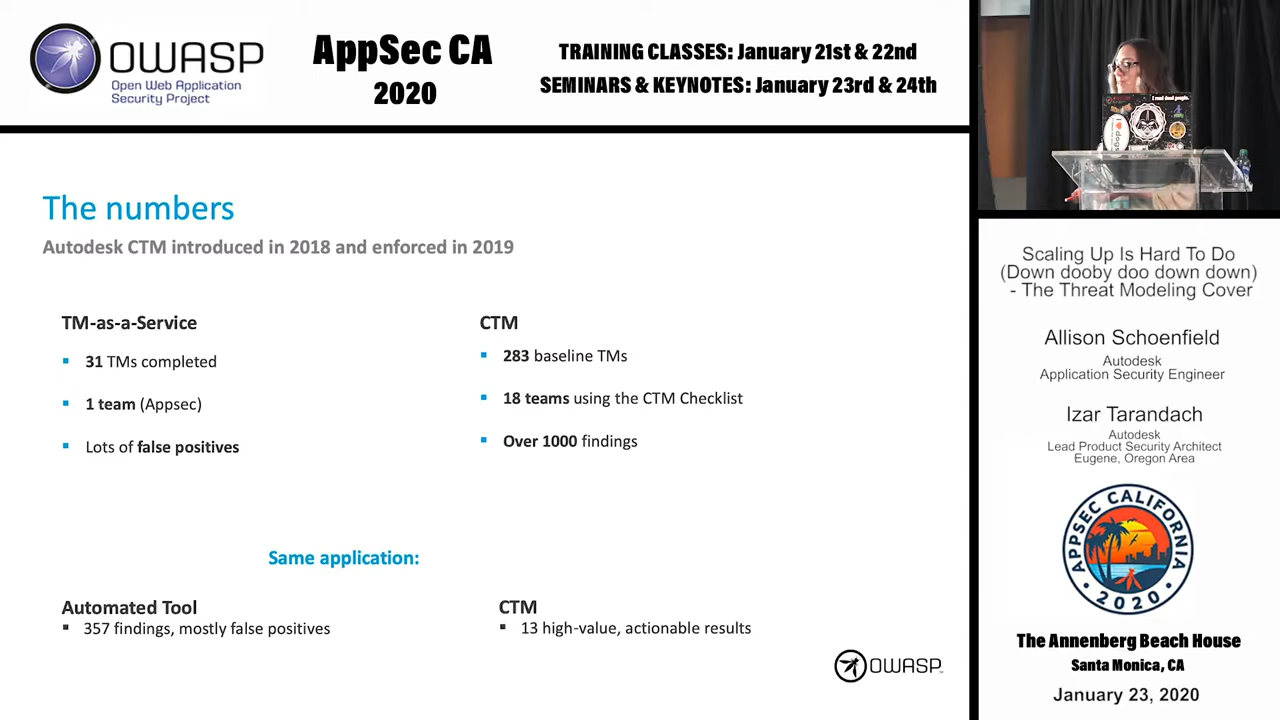 OWASP
Open Web Application
Security Project
AppSec CA
2020
TRAINING CLASSES: January 21st & 22nd
SEMINARS & KEYNOTES: January 23rd & 24th
The numbers
Autodesk CTM introduced in 2018 and enforced in 2019
TM-as-a-Service
31 TMs completed
1 team (Appsec)
Lots of false positives
CTM
283 baseline TMs
18 teams using the CTM Checklist
Over 1000 findings
Same application:
Automated Tool
357 findings, mostly false positives
CTM
13 high-value, actionable results
OWASP
I read dead people.
I ♥ dogs
Scaling Up Is Hard To Do
(Down dooby doo down down)
- The Threat Modeling Cover
Allison Schoenfield
Autodesk
Application Security Engineer
Izar Tarandach
Autodesk
Lead Product Security Architect
Eugene, Oregon Area
APPSEC CALIFORNIA
2020
The Annenberg Beach House
Santa Monica, CA
January 23, 2020